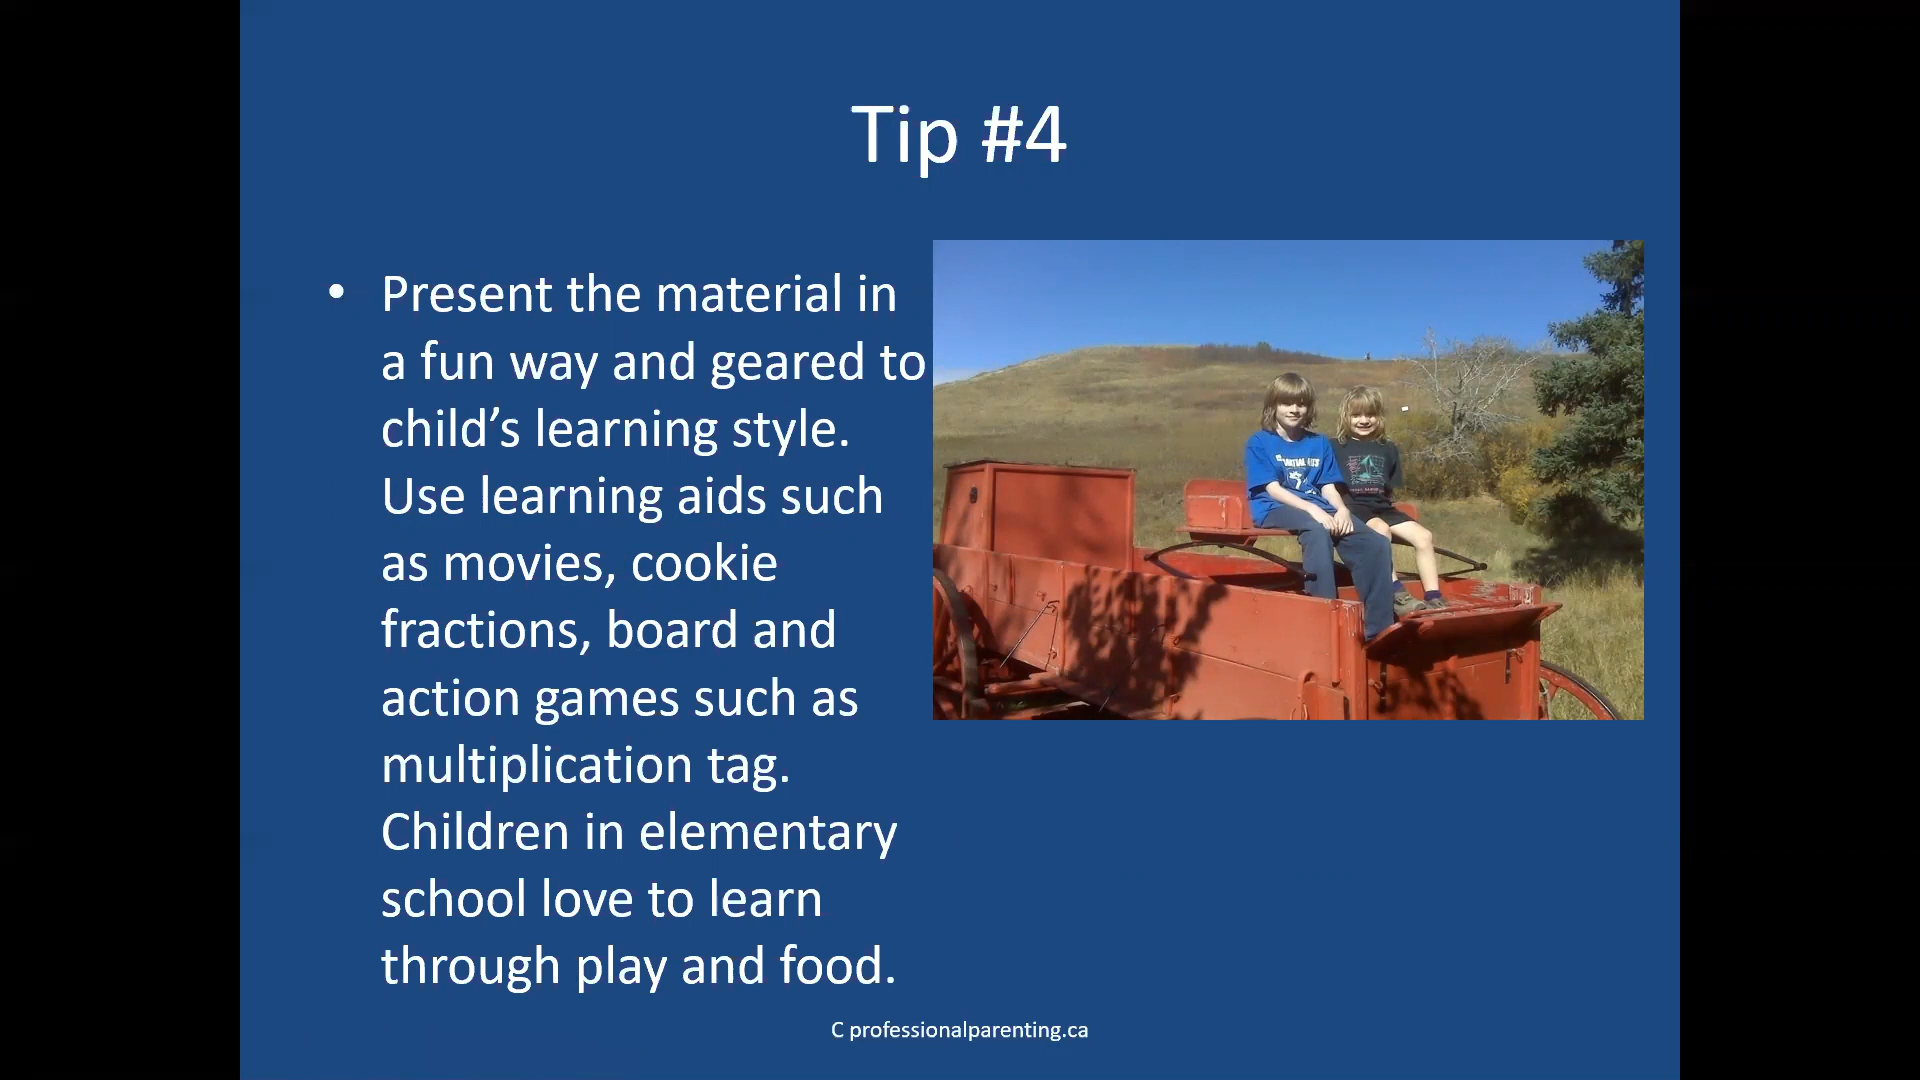 Tip #4
• Present the material in
a fun way and geared to
child’s learning style.
Use learning aids such
as movies, cookie
fractions, board and
action games such as
multiplication tag.
Children in elementary
school love to learn
through play and food.
C professionalparenting.ca